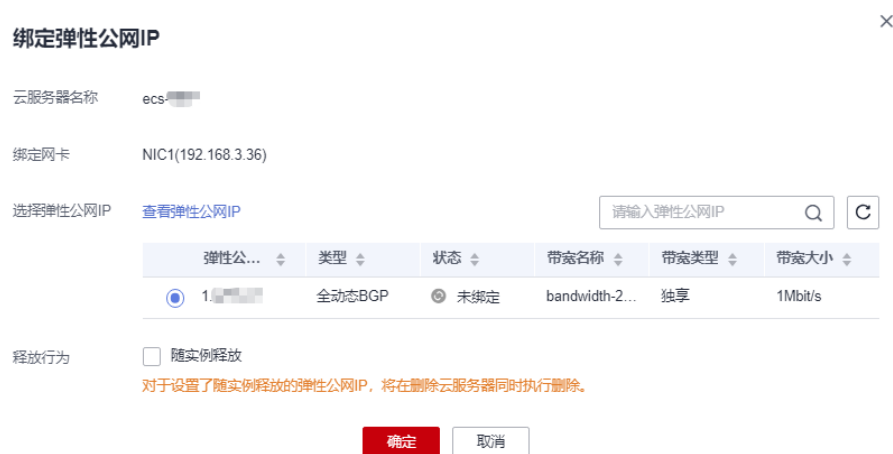 绑定弹性公网IP
云服务器名称 ecs-
绑定网卡 NIC1(192.168.3.36)
选择弹性公网IP 查看弹性公网IP 请输入弹性公网IP
弹性公... 类型 状态 带宽名称 带宽类型 带宽大小
1. 全动态BGP 未绑定 bandwidth-2... 独享 1Mbit/s
释放行为 随实例释放
对于设置了随实例释放的弹性公网IP，将在删除云服务器同时执行删除。
确定 取消